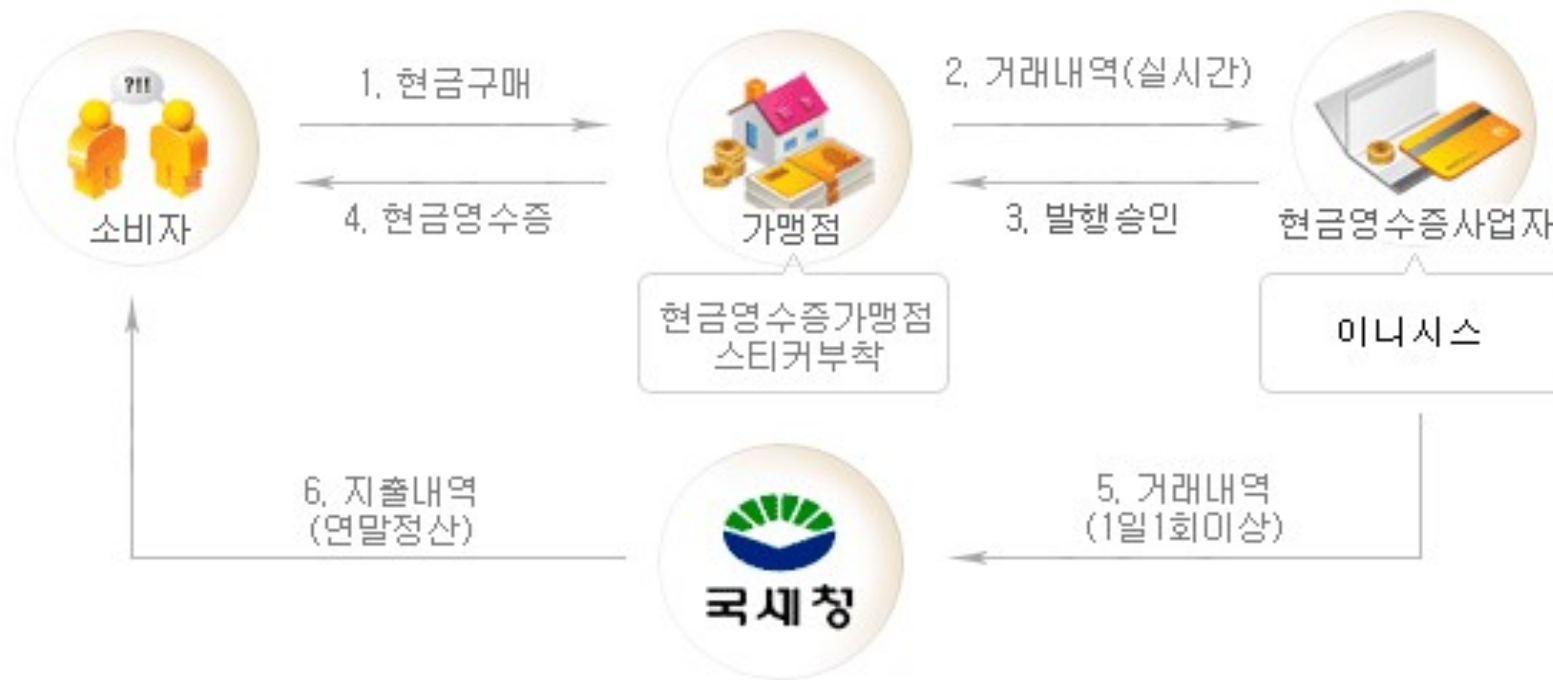 ?!!
1. 현금구매
2. 거래내역(실시간)
4. 현금영수증
3. 발행승인
소비자
가맹점
현금영수증사업자
현금영수증가맹점
스티커부착
이니시스
6. 지출내역
(연말정산)
5. 거래내역
(1일1회이상)
국세청